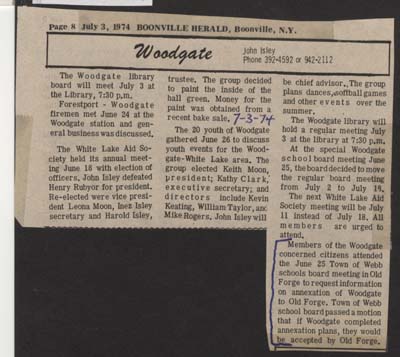 Page 8 July 3, 1974 BOONVILLE HERALD, Boonville, N.Y.
Woodgate
John Isley
Phone 392-4592 or 942-2112
The Woodgate library
board will meet July 3 at
the Library, 7:30 p.m.
Forestport - Woodgate
firemen met June 24 at the
Woodgate station and gen-
eral business was discussed.
The White Lake Aid So-
ciety held its annual meet-
ing June 18 with election of
officers. John Isley defeated
Henry Rubyor for president.
Re-elected were vice presi-
dent Leona Moon, Inez Isley
secretary and Harold Isley,
trustee. The group decided
to paint the inside of the
hall green. Money for the
paint was obtained from a
recent bake sale. 7-3-74
The 20 youth of Woodgate
gathered June 26 to discuss
youth events for the Wood-
gate-White Lake area. The
group elected Keith Moon,
president; Kathy Clark,
executive secretary; and
directors include Kevin
Keating, William Taylor, and
Mike Rogers. John Isley will
be chief advisor. The group
plans dances, softball games
and other events over the
summer.
The Woodgate library will
hold a regular meeting July
3 at the library at 7:30 p.m.
At the special Woodgate
school board meeting June
25, the board decided to move
the regular board meeting
from July 2 to July 14.
The next White Lake Aid
Society meeting will be July
11 instead of July 18. All
members are urged to
attend.
Members of the Woodgate
concerned citizens attended
the June 25 Town of Webb
schools board meeting in Old
Forge to request information
on annexation of Woodgate
to Old Forge. Town of Webb
school board passed a motion
that if Woodgate completed
annexation plans, they would
be accepted by Old Forge.